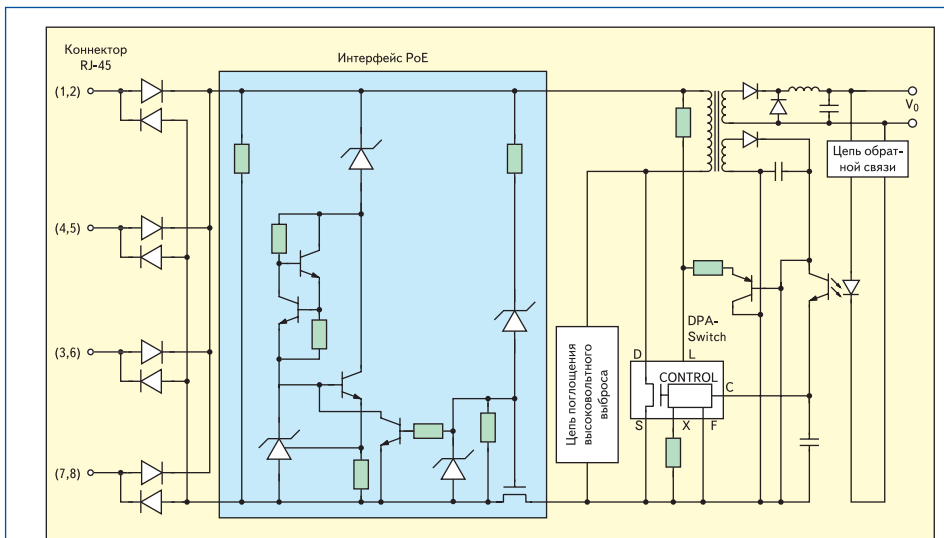 Коннектор
RJ-45
Интерфейс PoE
(1,2)
V0
Цепь обрат-
ной связи
(4,5)
DPA-
Switch
(3,6)
D
L
CONTROL
C
S
X
F
Цепь поглощения
высоковольтного
выброса
(7,8)